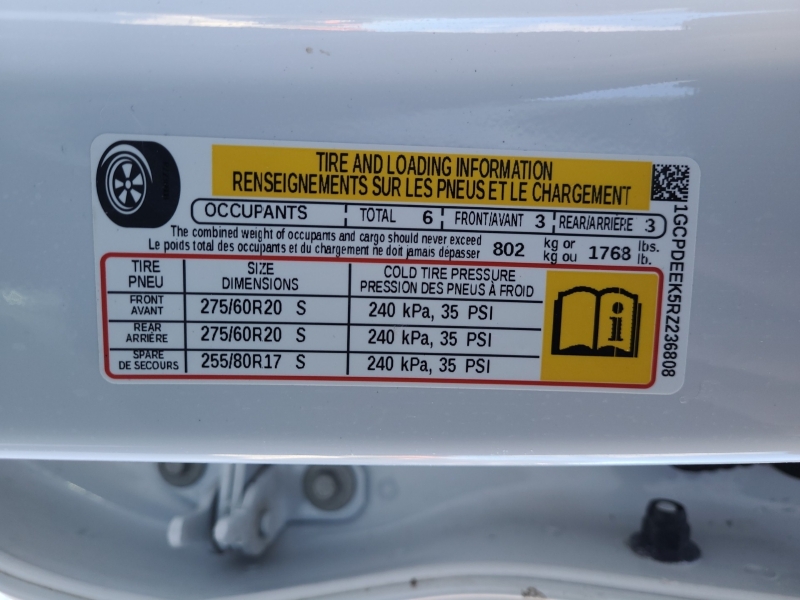 TIRE AND LOADING INFORMATION
RENSEIGNEMENTS SUR LES PNEUS ET LE CHARGEMENT
OCCUPANTS TOTAL 6 FRONT/AVANT 3 REAR/ARRIÈRE 3
The combined weight of occupants and cargo should never exceed 802 kg or 1768 lbs.
Le poids total des occupants et du chargement ne doit jamais dépasser kg ou lb.
TIRE SIZE COLD TIRE PRESSURE
PNEU DIMENSIONS PRESSION DES PNEUS À FROID
FRONT
AVANT 275/60R20 S 240 kPa, 35 PSI
REAR
ARRIÈRE 275/60R20 S 240 kPa, 35 PSI
SPARE
DE SECOURS 255/80R17 S 240 kPa, 35 PSI
i
1GCPDEEK5RZ236808